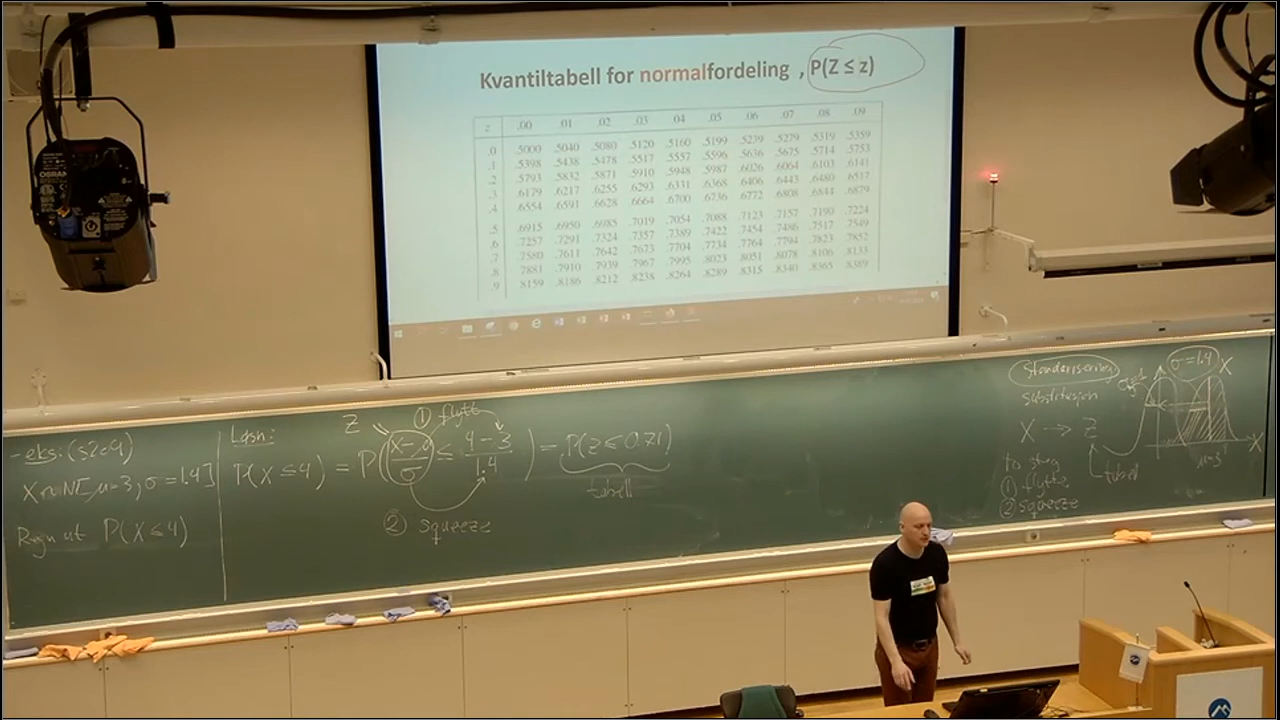 Kvantiltabell for normalfordeling , P(Z ≤ z)
z .00 .01 .02 .03 .04 .05 .06 .07 .08 .09
.0 .5000 .5040 .5080 .5120 .5160 .5199 .5239 .5279 .5319 .5359
.1 .5398 .5438 .5478 .5517 .5557 .5596 .5636 .5675 .5714 .5753
.2 .5793 .5832 .5871 .5910 .5948 .5987 .6026 .6064 .6103 .6141
.3 .6179 .6217 .6255 .6293 .6331 .6368 .6406 .6443 .6480 .6517
.4 .6554 .6591 .6628 .6664 .6700 .6736 .6772 .6808 .6844 .6879
.5 .6915 .6950 .6985 .7019 .7054 .7088 .7123 .7157 .7190 .7224
.6 .7257 .7291 .7324 .7357 .7389 .7422 .7454 .7486 .7517 .7549
.7 .7580 .7611 .7642 .7673 .7704 .7734 .7764 .7794 .7823 .7852
.8 .7881 .7910 .7939 .7967 .7995 .8023 .8051 .8078 .8106 .8133
.9 .8159 .8186 .8212 .8238 .8264 .8289 .8315 .8340 .8365 .8389
OSRAM
- eks: (s2a4)
X ~ N[μ=3, σ=1.4]
Regn ut P(X ≤ 4)
Løsn:
Z
① flytt
P(X ≤ 4) = P( (x-μ)/σ ≤ (4-3)/1.4 ) = P(z ≤ 0.71)
tabell
② squeeze
Standardisering
substitusjon
X → Z
tabell
to steg
① flytte
② squeeze
σ=1.4
X
μ=3
X